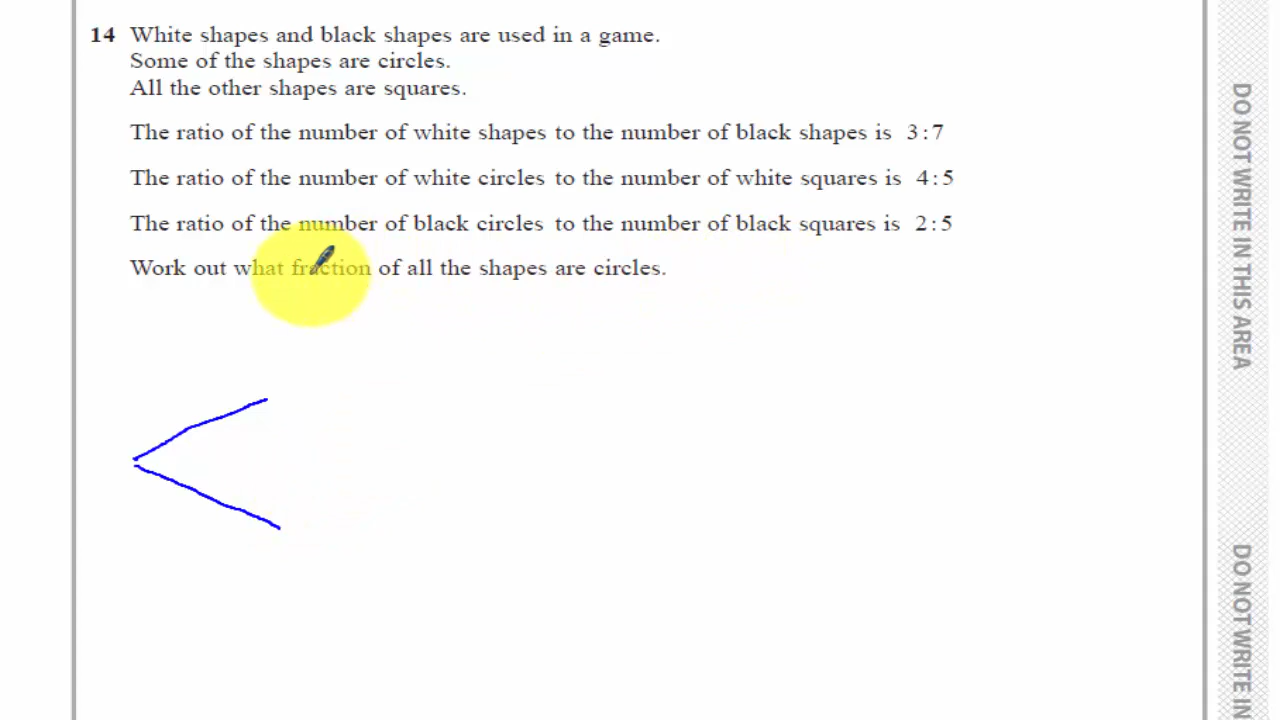 14 White shapes and black shapes are used in a game.
Some of the shapes are circles.
All the other shapes are squares.
The ratio of the number of white shapes to the number of black shapes is 3:7
The ratio of the number of white circles to the number of white squares is 4:5
The ratio of the number of black circles to the number of black squares is 2:5
Work out what fraction of all the shapes are circles.
DO NOT WRITE IN THIS AREA
DO NOT WRITE IN